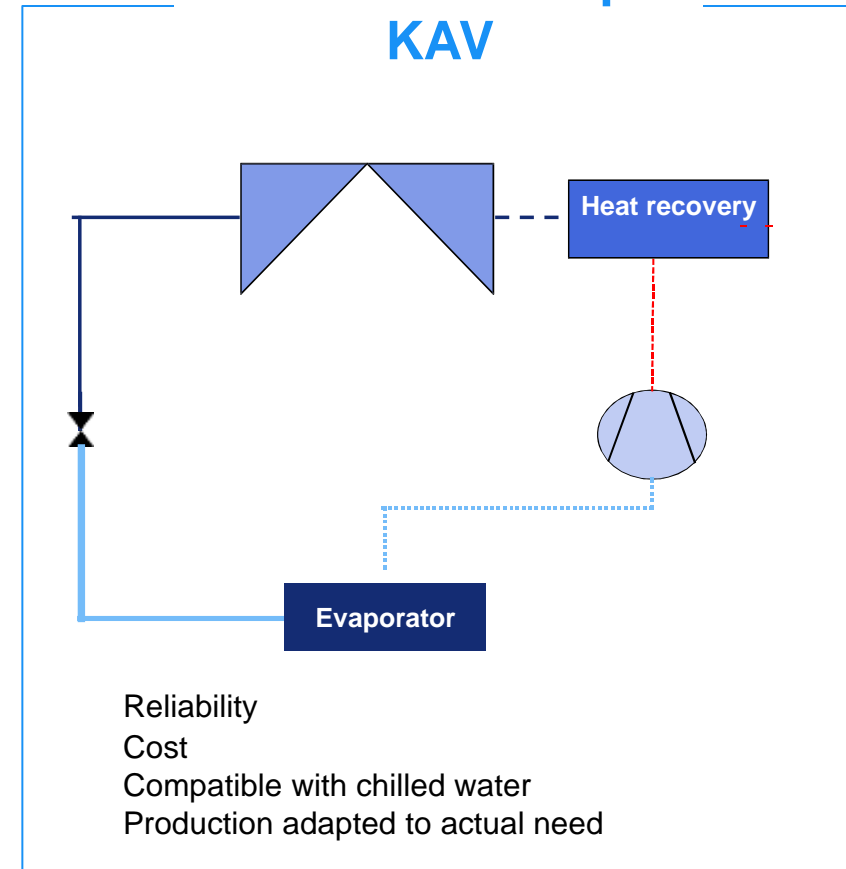 KAV
Heat recovery
Evaporator
Reliability
Cost
Compatible with chilled water
Production adapted to actual need